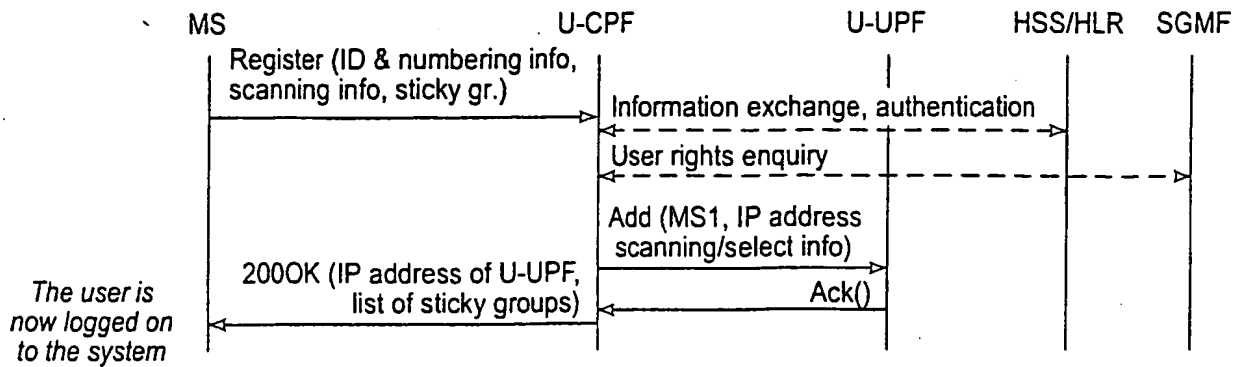 MS U-CPF U-UPF HSS/HLR SGMF
Register (ID & numbering info,
scanning info, sticky gr.)
Information exchange, authentication
User rights enquiry
Add (MS1, IP address
scanning/select info)
200OK (IP address of U-UPF,
list of sticky groups)
Ack()
The user is
now logged on
to the system